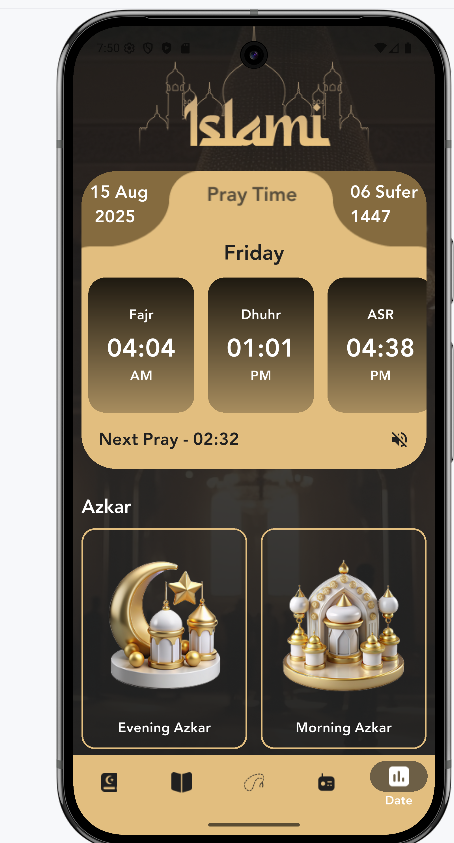 7:50
Islami
15 Aug
2025
Pray Time
06 Sufer
1447
Friday
Fajr
04:04
AM
Dhuhr
01:01
PM
ASR
04:38
PM
Next Pray - 02:32
Azkar
Evening Azkar
Morning Azkar
Date